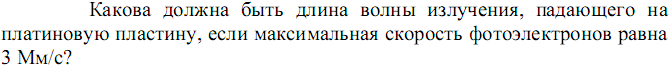 Какова должна быть длина волны излучения, падающего на
платиновую пластину, если максимальная скорость фотоэлектронов равна
3 Мм/с?